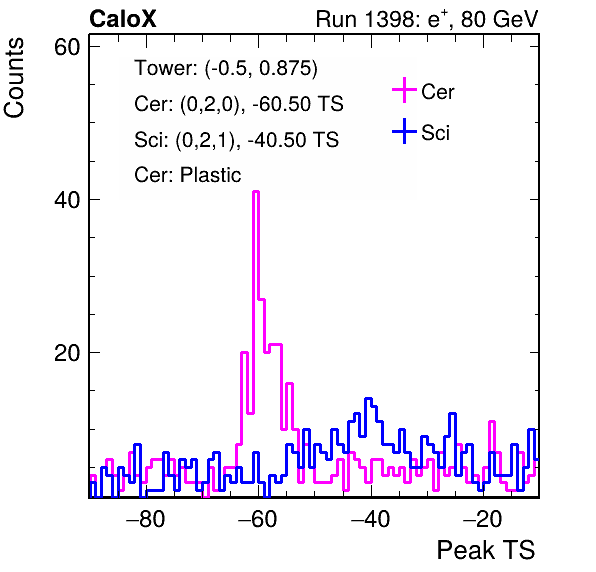 CaloX Run 1398: e⁺, 80 GeV
Counts
60
40
20
Tower: (-0.5, 0.875)
Cer: (0,2,0), -60.50 TS
Sci: (0,2,1), -40.50 TS
Cer: Plastic
Cer
Sci
−80 −60 −40 −20
Peak TS